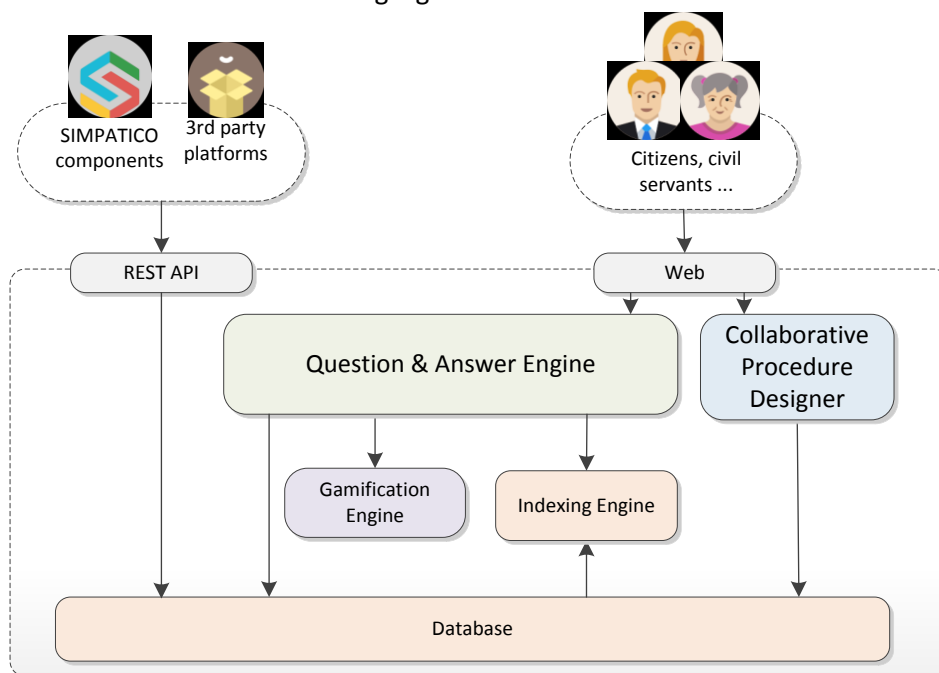 SIMPATICO
components
3rd party
platforms
Citizens, civil
servants ...
REST API
Web
Question & Answer Engine
Collaborative
Procedure
Designer
Gamification
Engine
Indexing Engine
Database